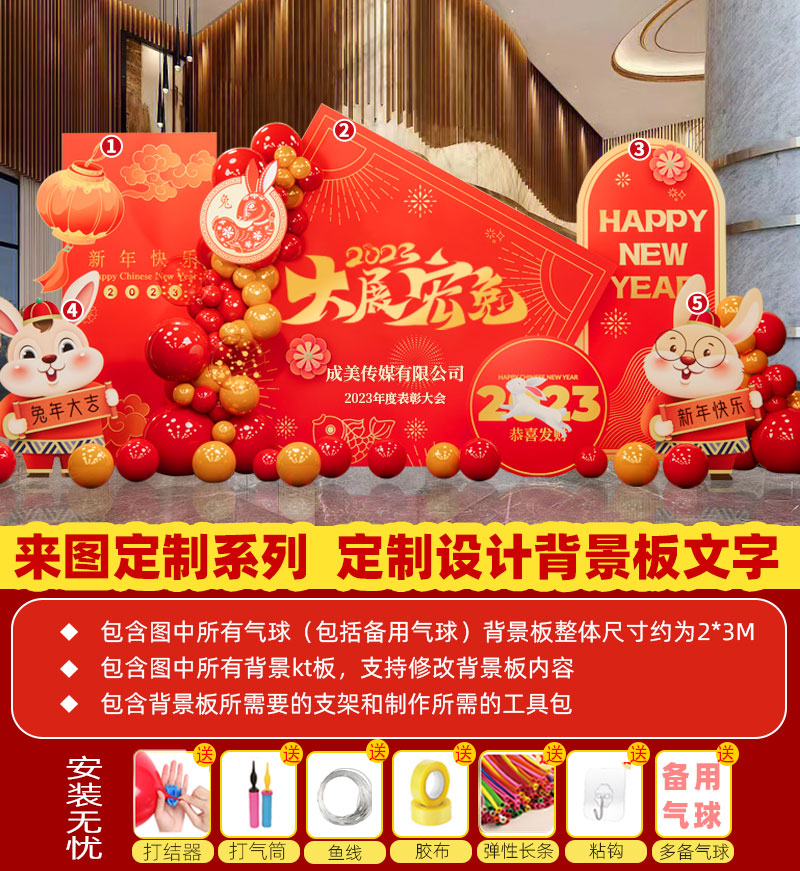 1
2
3
4
5
兔
新年快乐
Happy Chinese New Year
2023
2023
大展宏兔
成美传媒有限公司
2023年度表彰大会
HAPPY CHINESE NEW YEAR
2023
恭喜发财
HAPPY
NEW
YEAR
兔年大吉
新年快乐
来图定制系列 定制设计背景板文字
◆ 包含图中所有气球（包括备用气球）背景板整体尺寸约为2*3M
◆ 包含图中所有背景kt板，支持修改背景板内容
◆ 包含背景板所需要的支架和制作所需的工具包
安装无忧
送 送 送 送 送 送 送
备用
气球
打结器 打气筒 鱼线 胶布 弹性长条 粘钩 多备气球